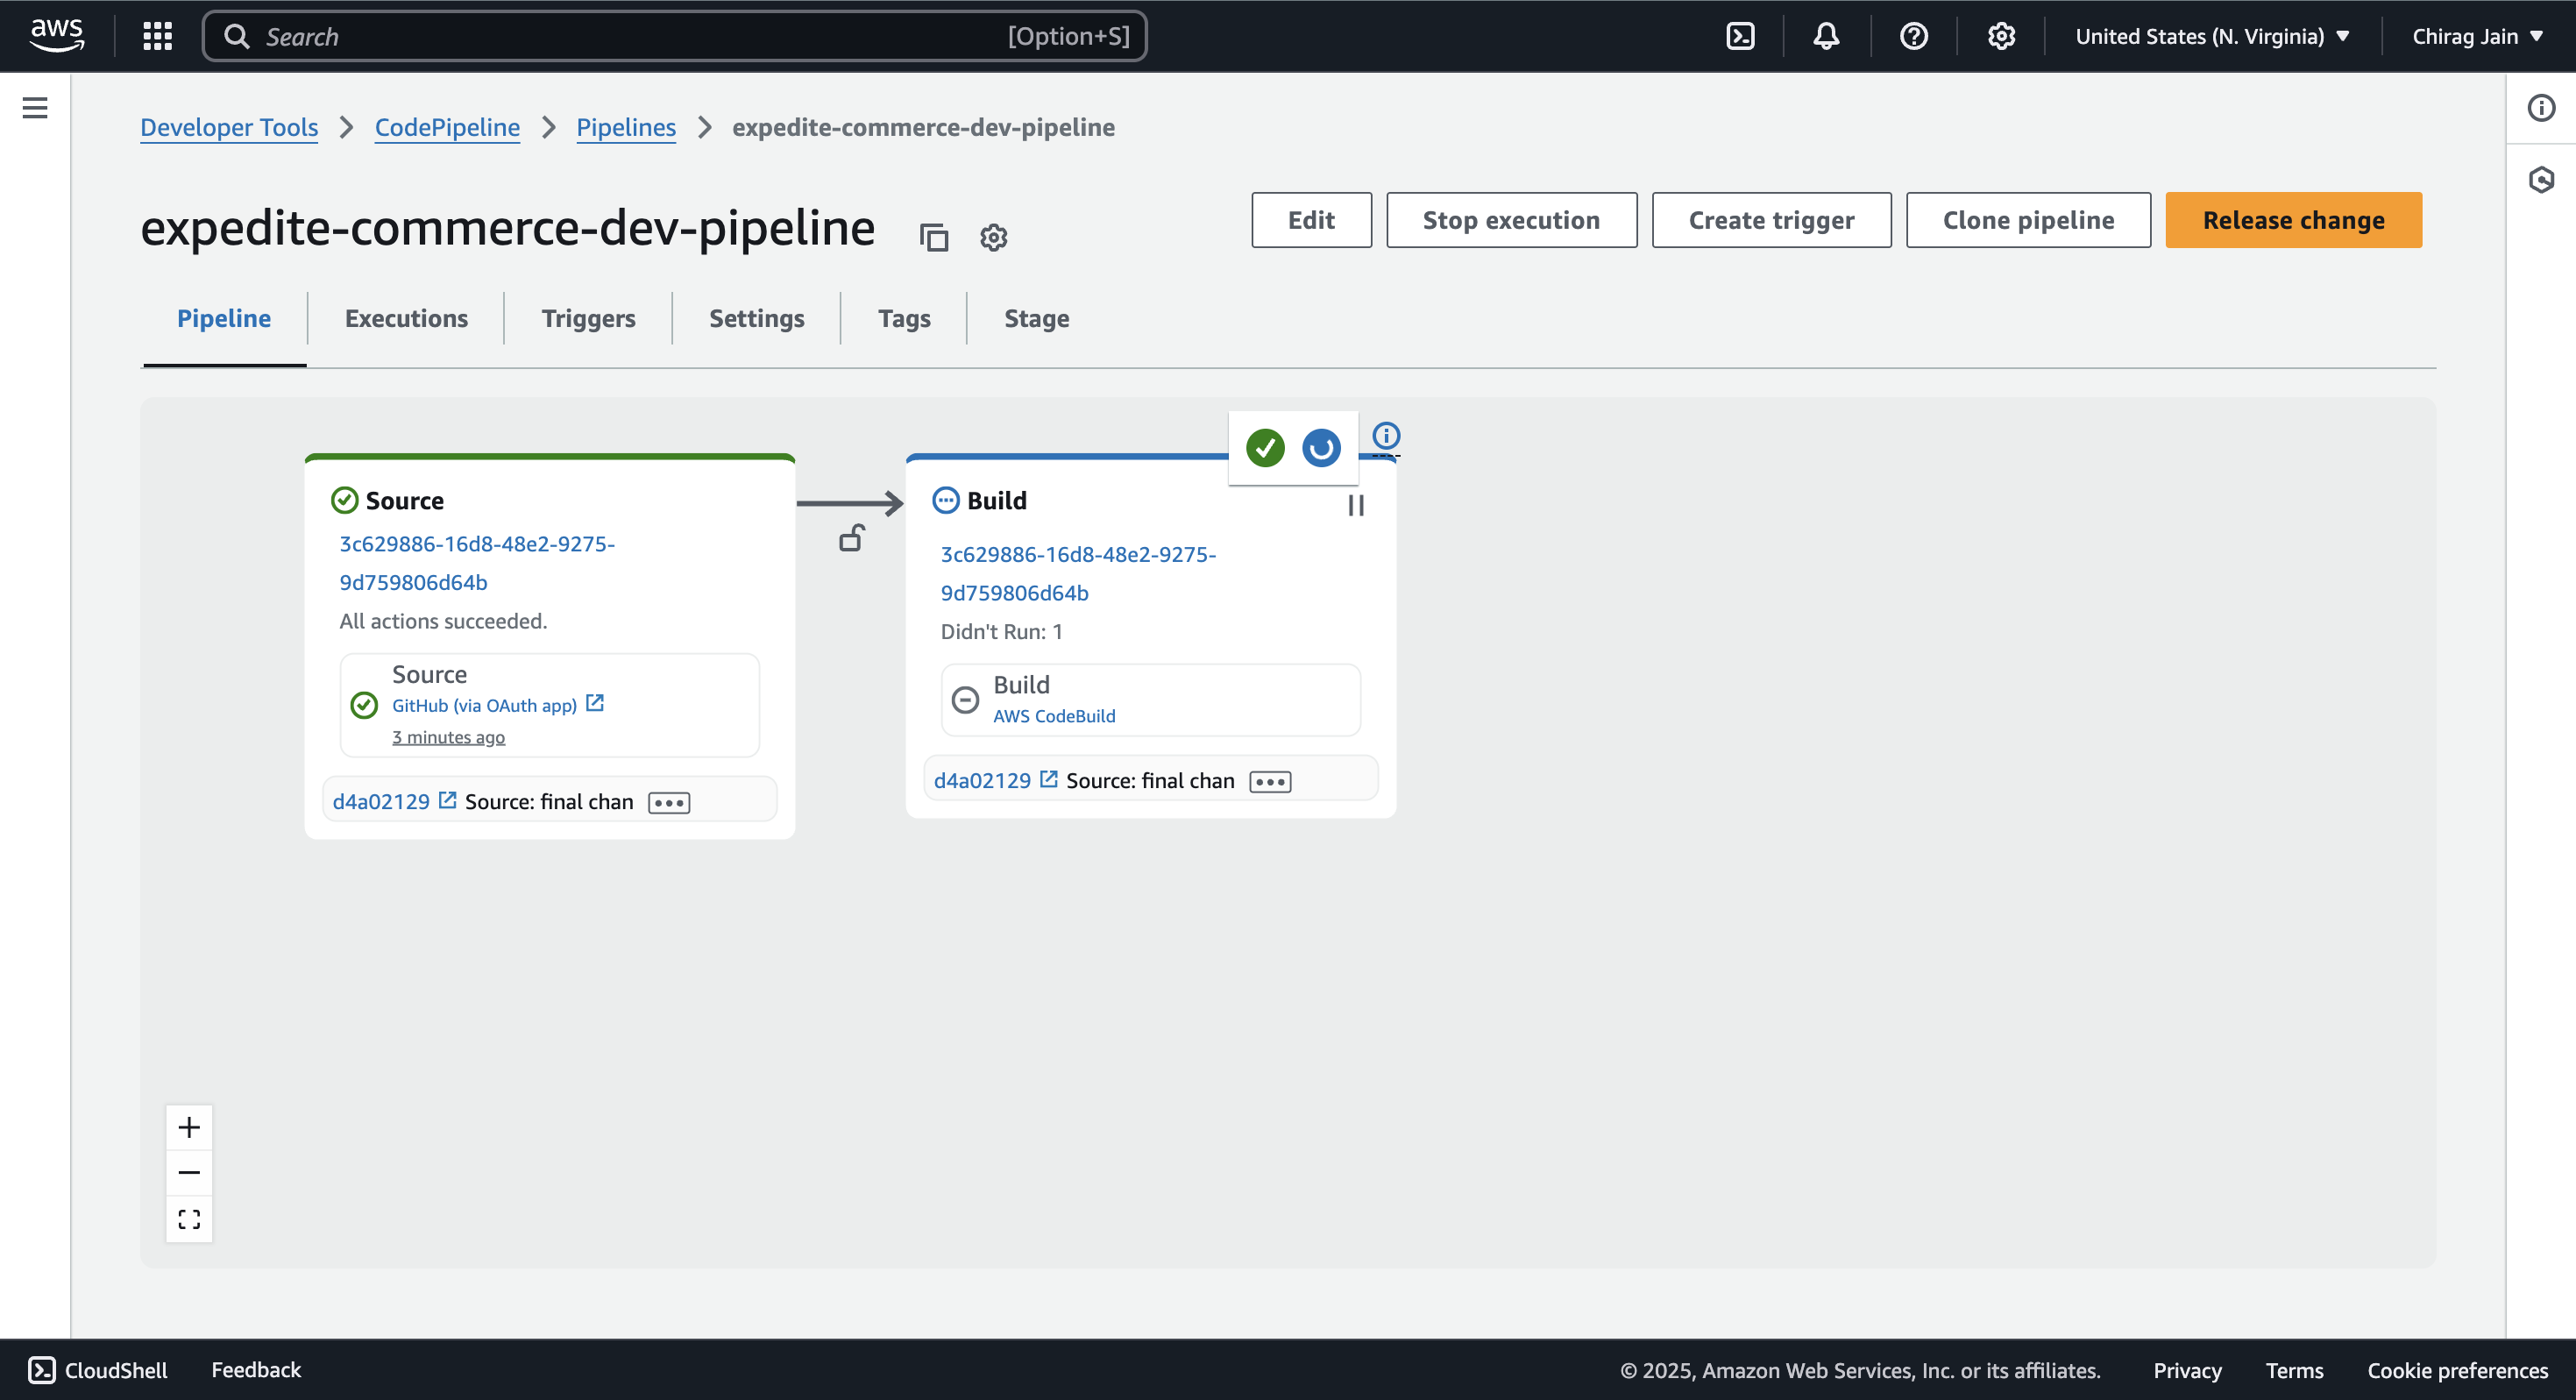 aws
Search
[Option+S]
United States (N. Virginia)
Chirag Jain
Developer Tools
CodePipeline
Pipelines
expedite-commerce-dev-pipeline
expedite-commerce-dev-pipeline
Edit
Stop execution
Create trigger
Clone pipeline
Release change
Pipeline
Executions
Triggers
Settings
Tags
Stage
Source
3c629886-16d8-48e2-9275-
9d759806d64b
All actions succeeded.
Source
GitHub (via OAuth app)
3 minutes ago
d4a02129 Source: final chan
Build
3c629886-16d8-48e2-9275-
9d759806d64b
Didn't Run: 1
Build
AWS CodeBuild
d4a02129 Source: final chan
CloudShell
Feedback
© 2025, Amazon Web Services, Inc. or its affiliates.
Privacy
Terms
Cookie preferences